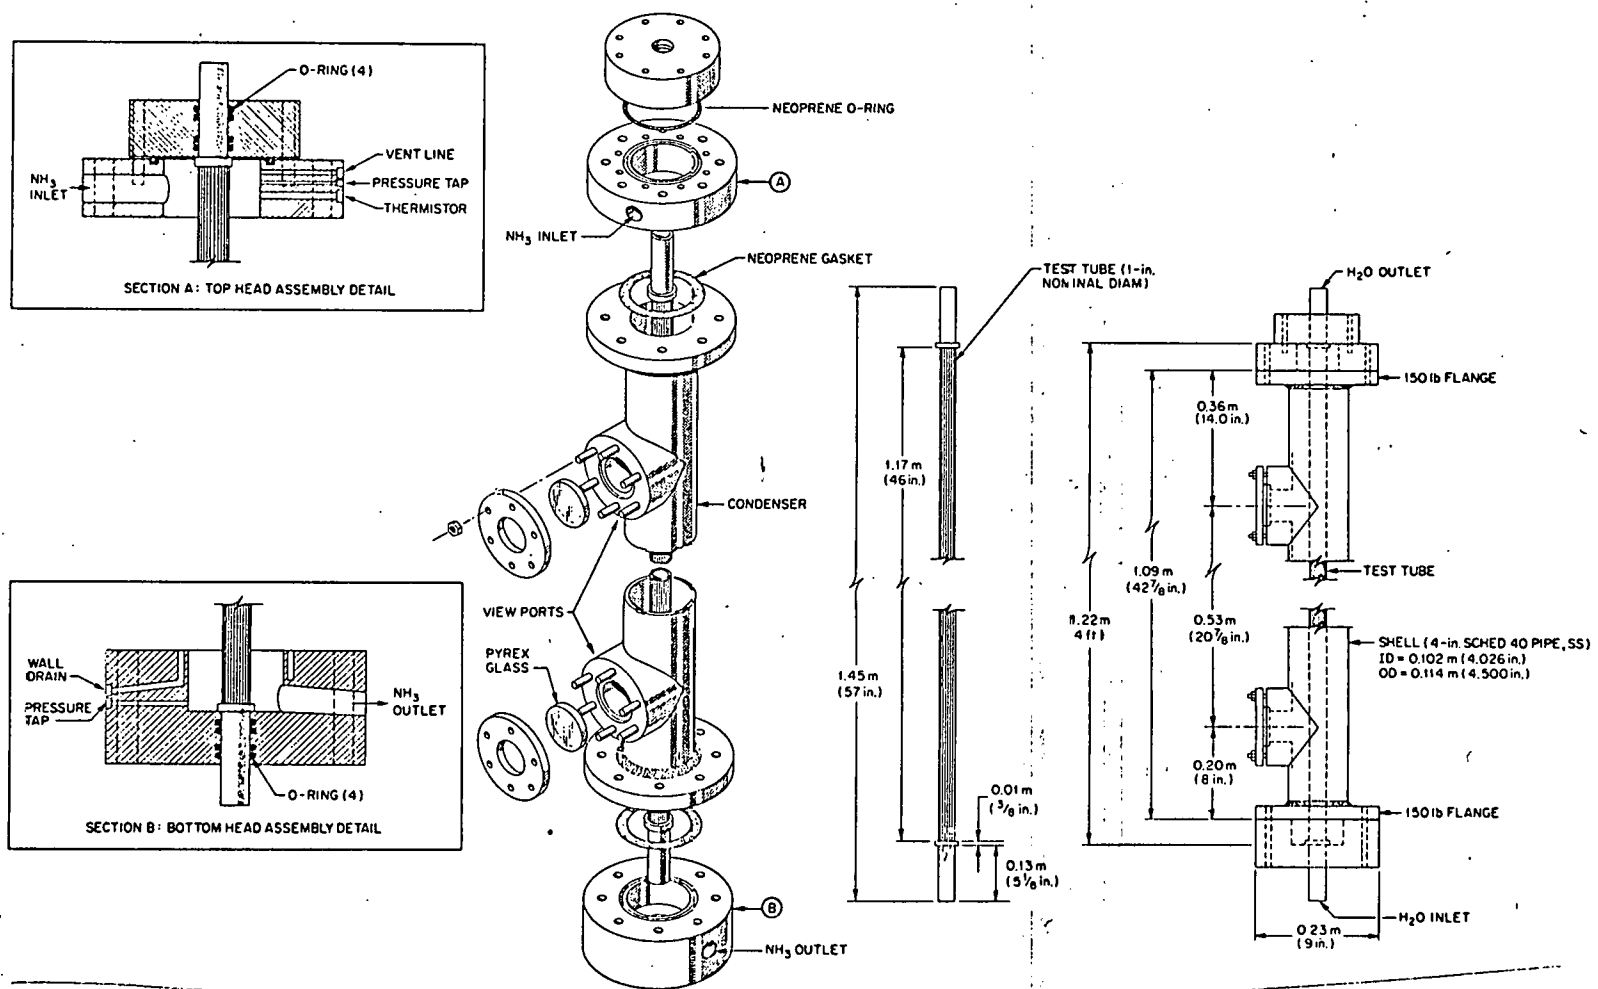 O-RING (4)
VENT LINE
NH3
INLET
PRESSURE TAP
THERMISTOR
SECTION A: TOP HEAD ASSEMBLY DETAIL
NEOPRENE O-RING
A
NH3 INLET
NEOPRENE GASKET
CONDENSER
VIEW PORTS
PYREX
GLASS
B
NH3 OUTLET
WALL
DRAIN
PRESSURE
TAP
NH3
OUTLET
O-RING (4)
SECTION B: BOTTOM HEAD ASSEMBLY DETAIL
TEST TUBE (1-in.
NOMINAL DIAM)
1.17 m
(46 in.)
1.45 m
(57 in.)
0.01 m
(3/8 in.)
0.13 m
(5 1/8 in.)
H2O OUTLET
150 lb FLANGE
0.36 m
(14.0 in.)
1.09 m
(42 7/8 in.)
TEST TUBE
1.22 m
4 ft)
0.53 m
(20 7/8 in.)
SHELL (4-in. SCHED 40 PIPE, SS)
ID = 0.102 m (4.026 in.)
OD = 0.114 m (4.500 in.)
0.20 m
(8 in.)
150 lb FLANGE
H2O INLET
0.23 m
(9 in.)